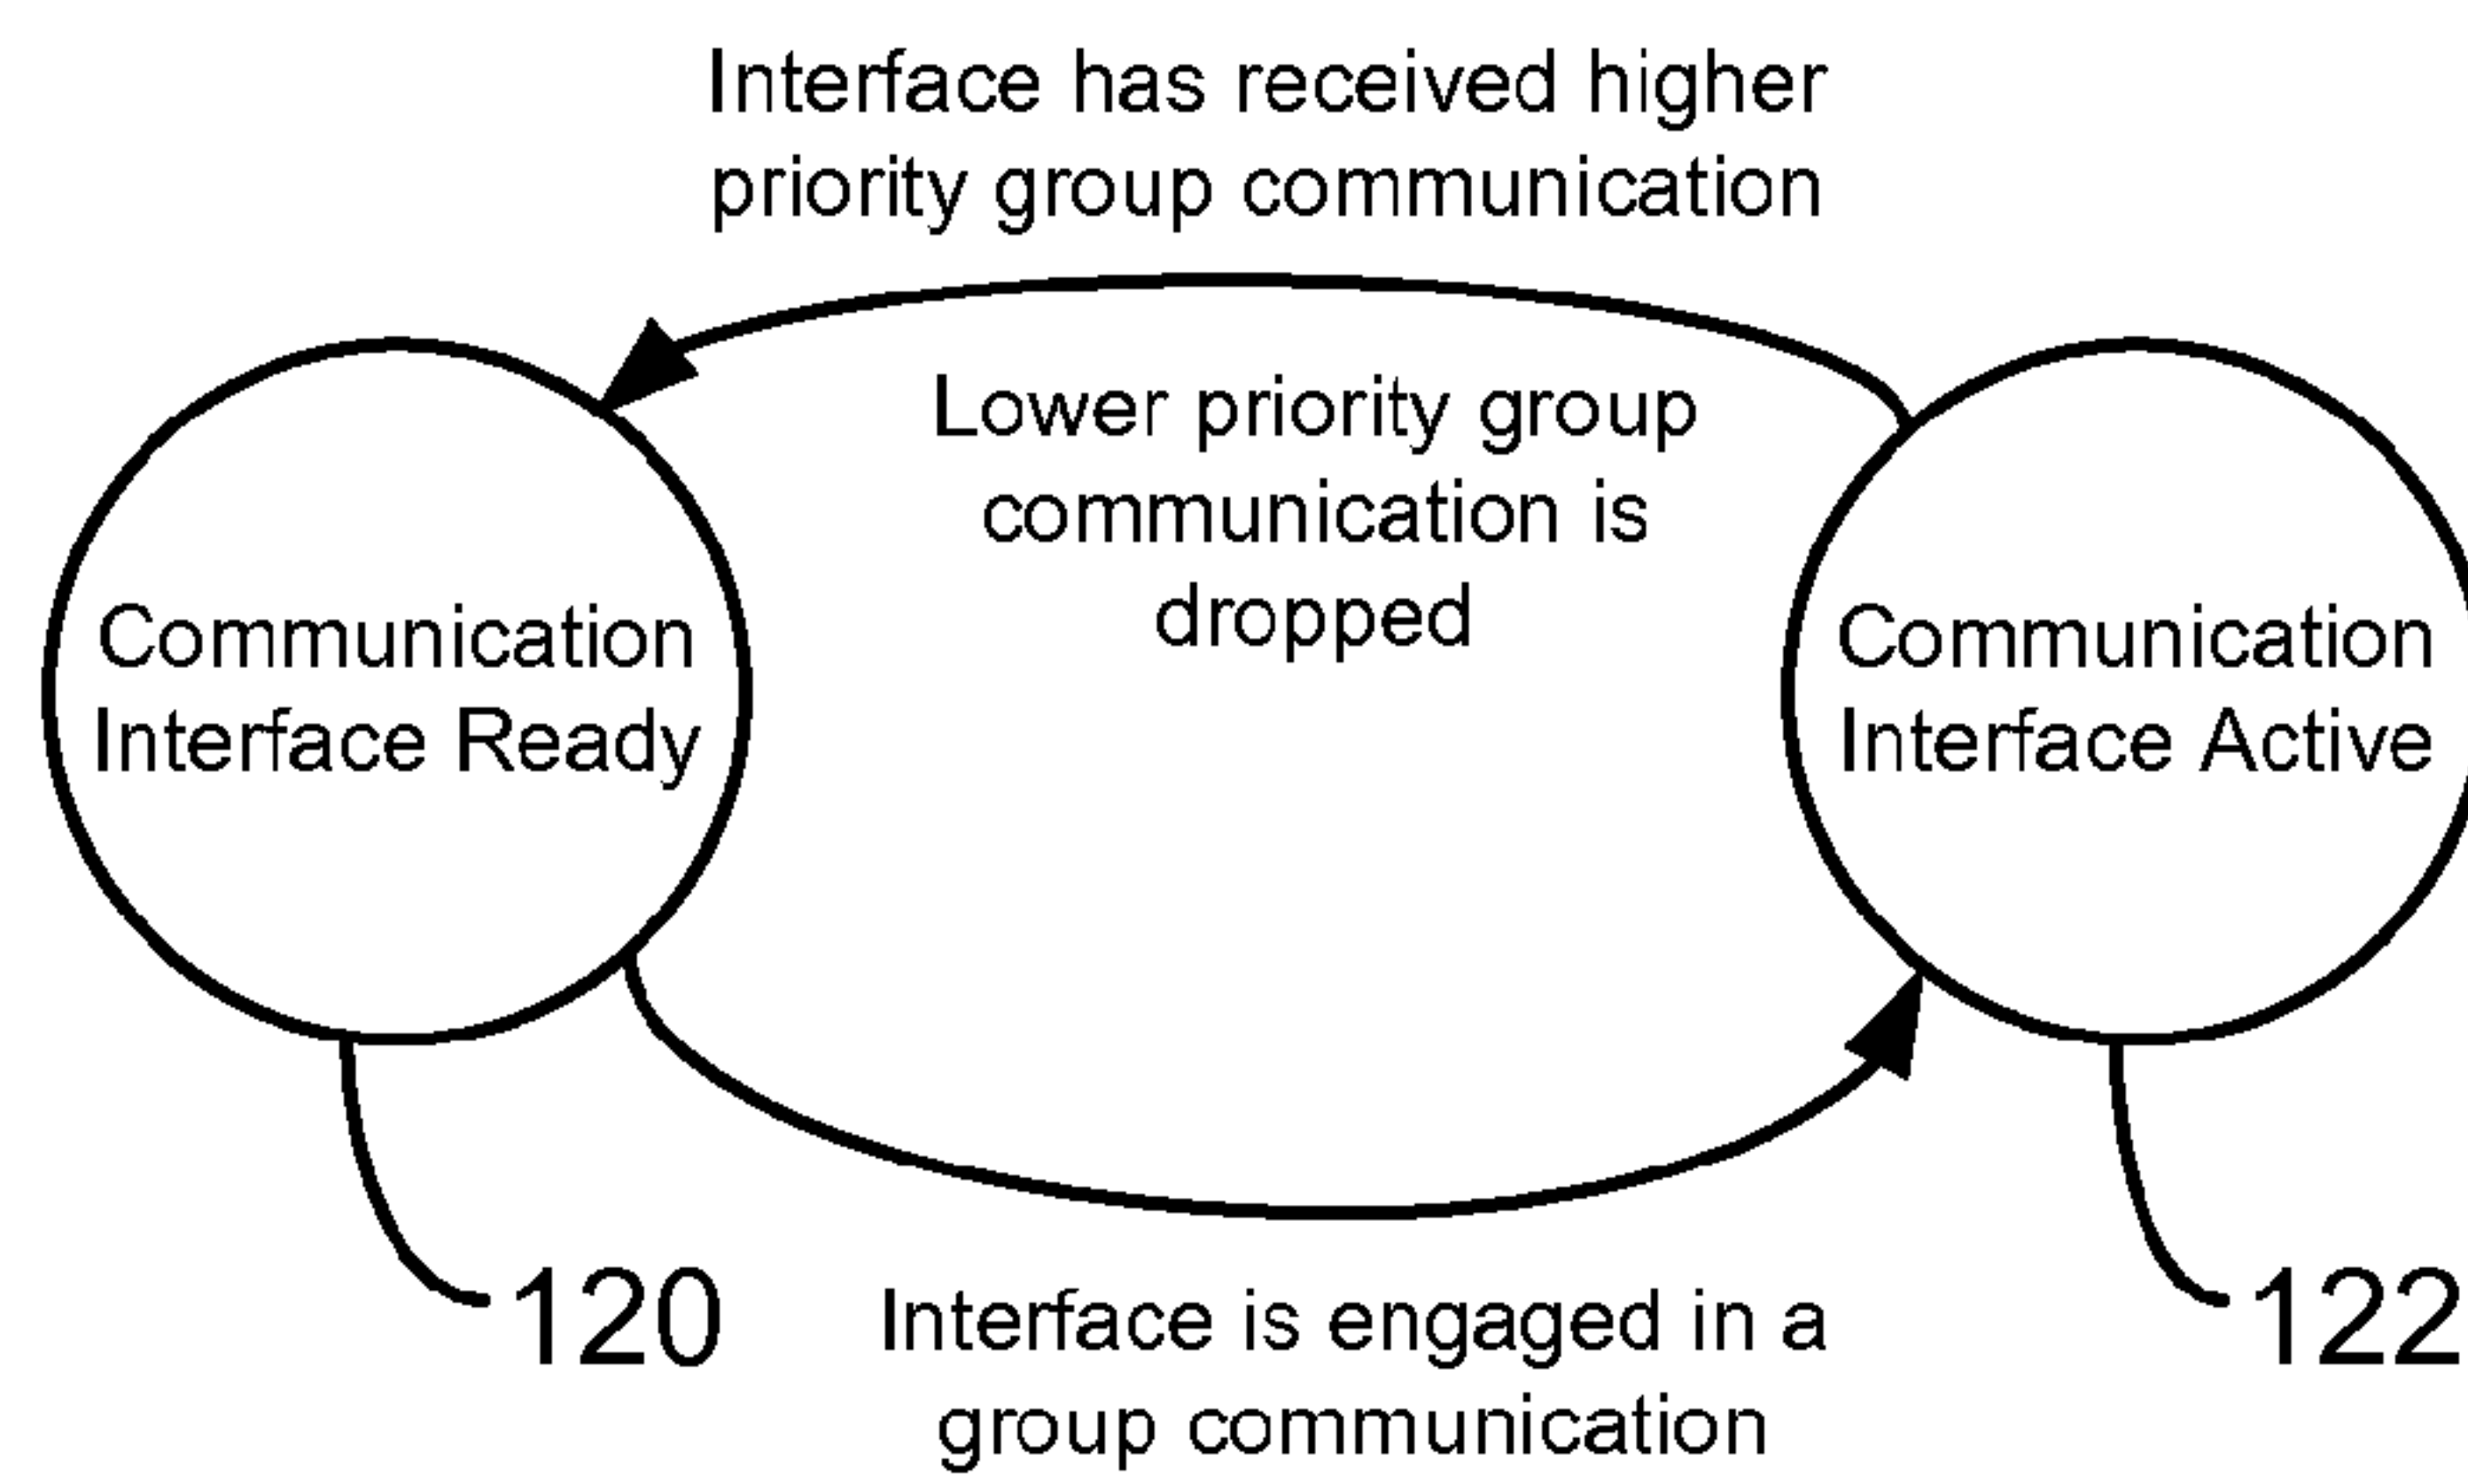 Interface has received higher
priority group communication
Lower priority group
communication is
dropped
Communication
Interface Ready
Communication
Interface Active
120
122
Interface is engaged in a
group communication